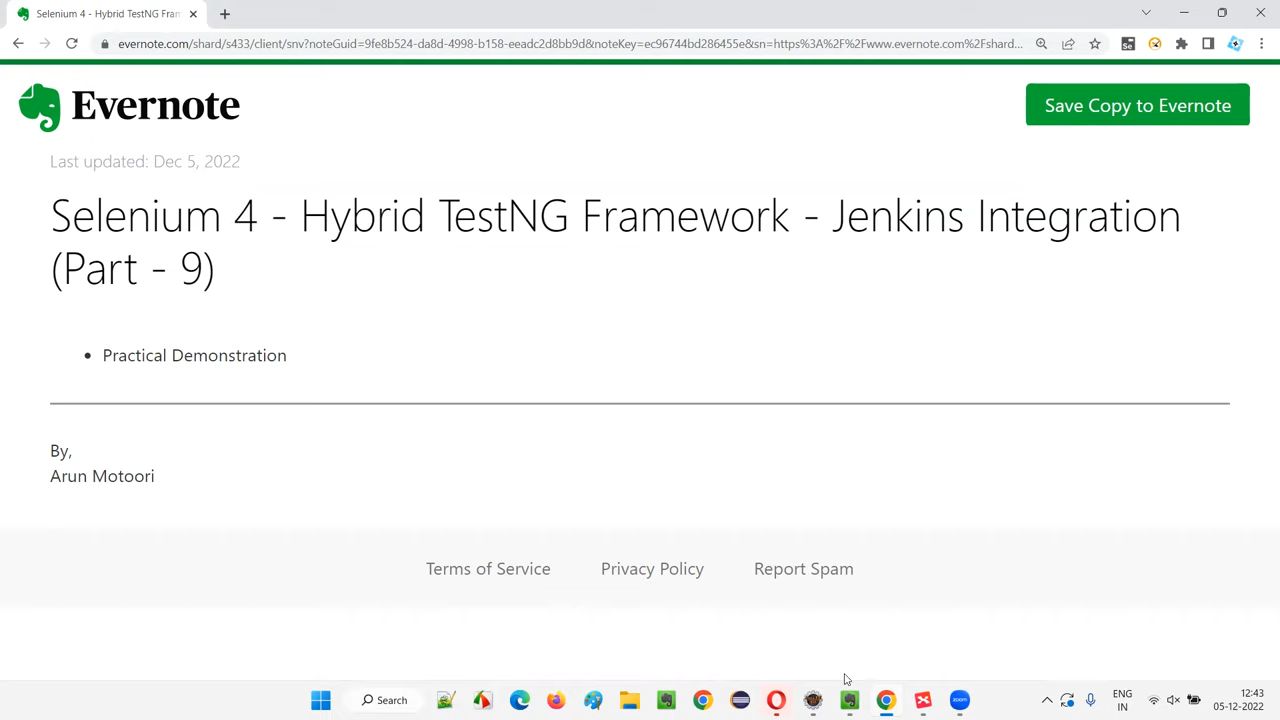 Selenium 4 - Hybrid TestNG Fram
evernote.com/shard/s433/client/snv?noteGuid=9fe8b524-da8d-4098-b158-eeadc2d8bb9d&noteKey=ec96744bd286455e&sn=https%3A%2F%2Fwww.evernote.com%2Fshard...
Evernote
Save Copy to Evernote
Last updated: Dec 5, 2022
Selenium 4 - Hybrid TestNG Framework - Jenkins Integration
(Part - 9)
• Practical Demonstration
By,
Arun Motoori
Terms of Service Privacy Policy Report Spam
Search
zoom
ENG
IN
12:43
05-12-2022